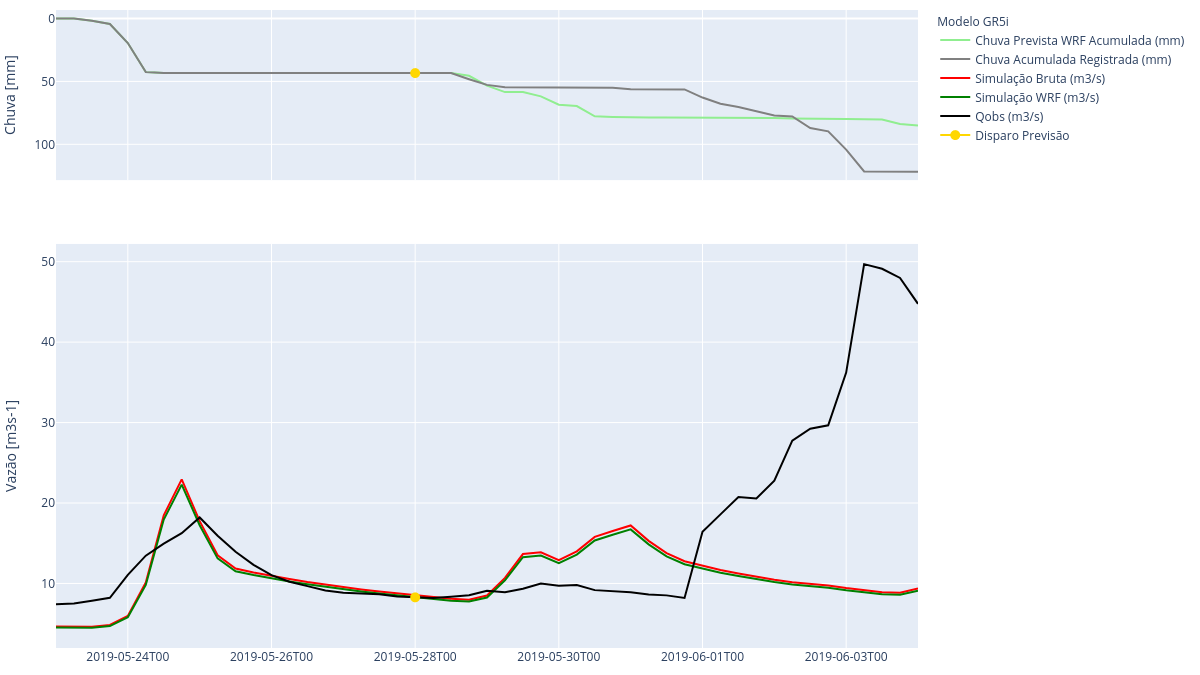 0
50
100
Chuva [mm]
Modelo GR5i
Chuva Prevista WRF Acumulada (mm)
Chuva Acumulada Registrada (mm)
Simulação Bruta (m3/s)
Simulação WRF (m3/s)
Qobs (m3/s)
Disparo Previsão
50
40
30
20
10
Vazão [m3s-1]
2019-05-24T00
2019-05-26T00
2019-05-28T00
2019-05-30T00
2019-06-01T00
2019-06-03T00